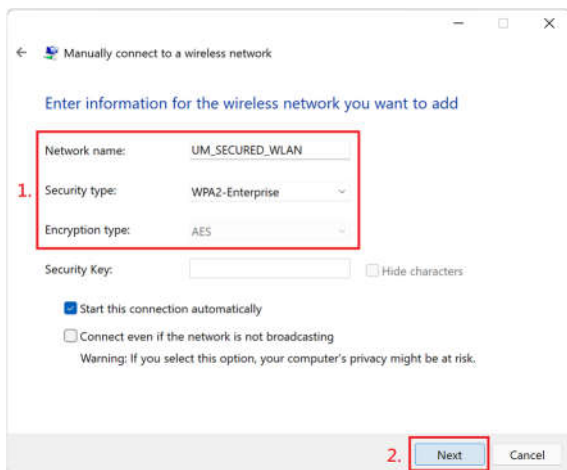 Manually connect to a wireless network
Enter information for the wireless network you want to add
Network name: UM_SECURED_WLAN
1. Security type: WPA2-Enterprise
Encryption type: AES
Security Key:
Hide characters
Start this connection automatically
Connect even if the network is not broadcasting
Warning: If you select this option, your computer's privacy might be at risk.
2. Next Cancel